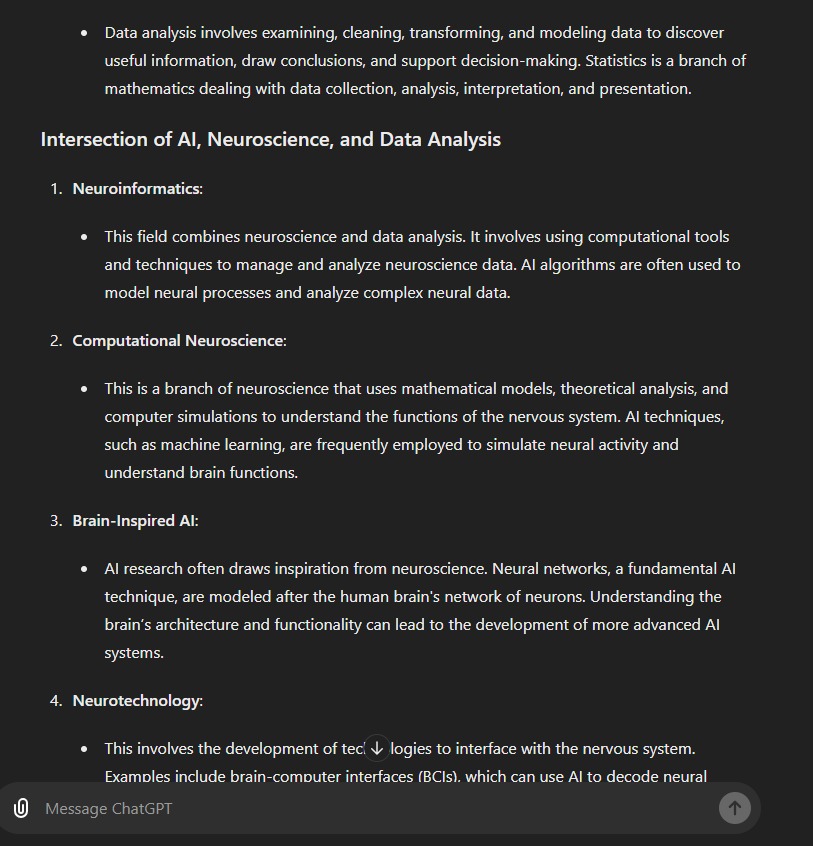 Data analysis involves examining, cleaning, transforming, and modeling data to discover
useful information, draw conclusions, and support decision-making. Statistics is a branch of
mathematics dealing with data collection, analysis, interpretation, and presentation.
Intersection of AI, Neuroscience, and Data Analysis
1. Neuroinformatics:
This field combines neuroscience and data analysis. It involves using computational tools
and techniques to manage and analyze neuroscience data. AI algorithms are often used to
model neural processes and analyze complex neural data.
2. Computational Neuroscience:
This is a branch of neuroscience that uses mathematical models, theoretical analysis, and
computer simulations to understand the functions of the nervous system. AI techniques,
such as machine learning, are frequently employed to simulate neural activity and
understand brain functions.
3. Brain-Inspired AI:
AI research often draws inspiration from neuroscience. Neural networks, a fundamental AI
technique, are modeled after the human brain's network of neurons. Understanding the
brain's architecture and functionality can lead to the development of more advanced AI
systems.
4. Neurotechnology:
This involves the development of logies to interface with the nervous system.
Examples include brain-computer interfaces (BCIs), which can use AI to decode neural
Message ChatGPT